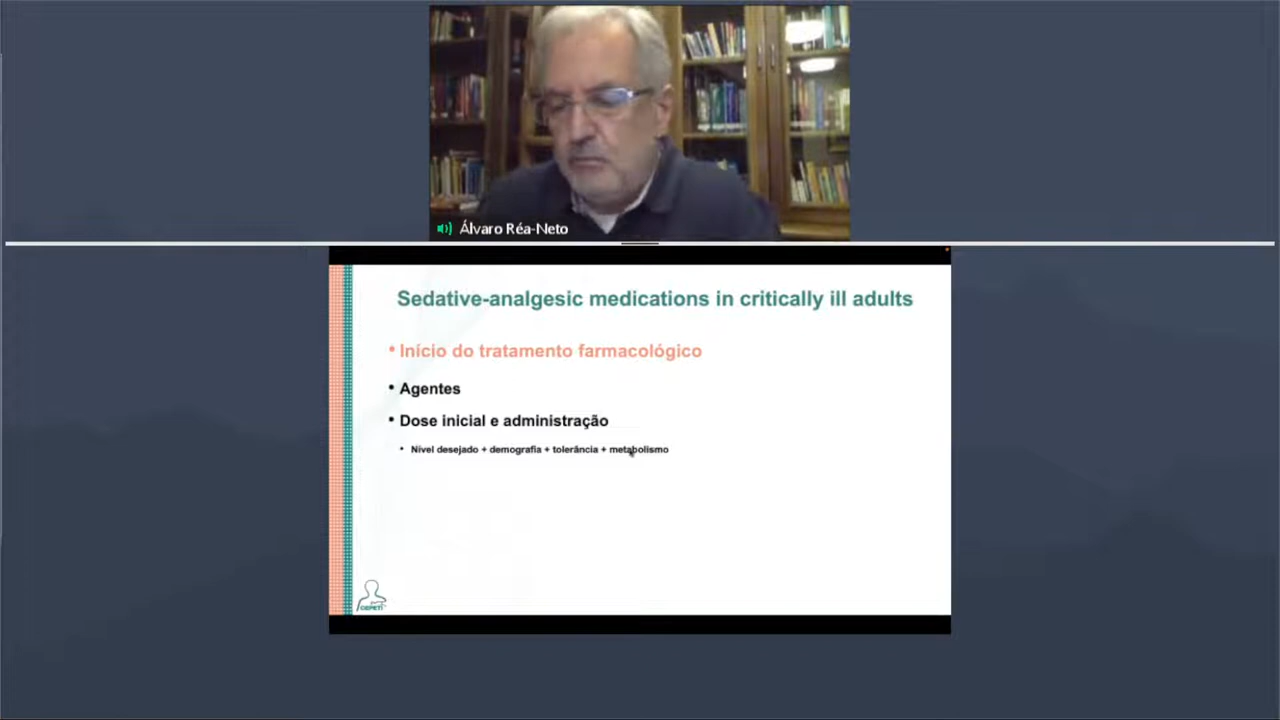 Álvaro Réa-Neto
Sedative-analgesic medications in critically ill adults
• Início do tratamento farmacológico
• Agentes
• Dose inicial e administração
• Nível desejado + demografia + tolerância + metabolismo
CEPETI